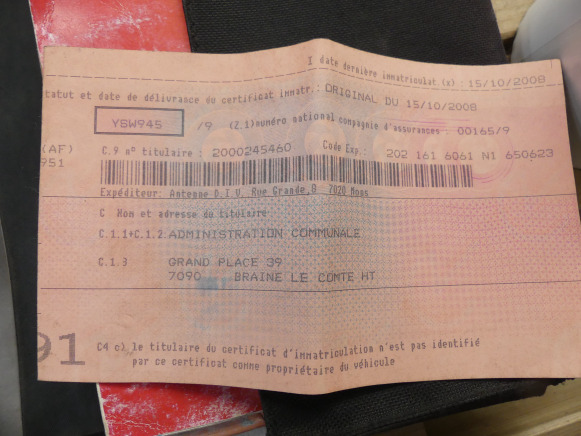 I date dernière immatriculat.(x) : 15/10/2008
tatut et date de délivrance du certificat immatr.: ORIGINAL DU 15/10/2008
YBW945 /9 (Z.1)numéro national compagnie d'assurances : 00165/9
(AF) C.9 n° titulaire : 2000245460 Code Exp.: 202 161 6061 N1 650623
951
Expéditeur: Antenne D.I.V. Rue Grande,8 7020 Mons
C Nom et adresse du titulaire
C.1.1+C.1.2.ADMINISTRATION COMMUNALE
C.1.3 GRAND PLACE 39
7090 BRAINE LE COMTE HT
91 C4 c) le titulaire du certificat d'immatriculation n'est pas identifié
par ce certificat comme propriétaire du véhicule